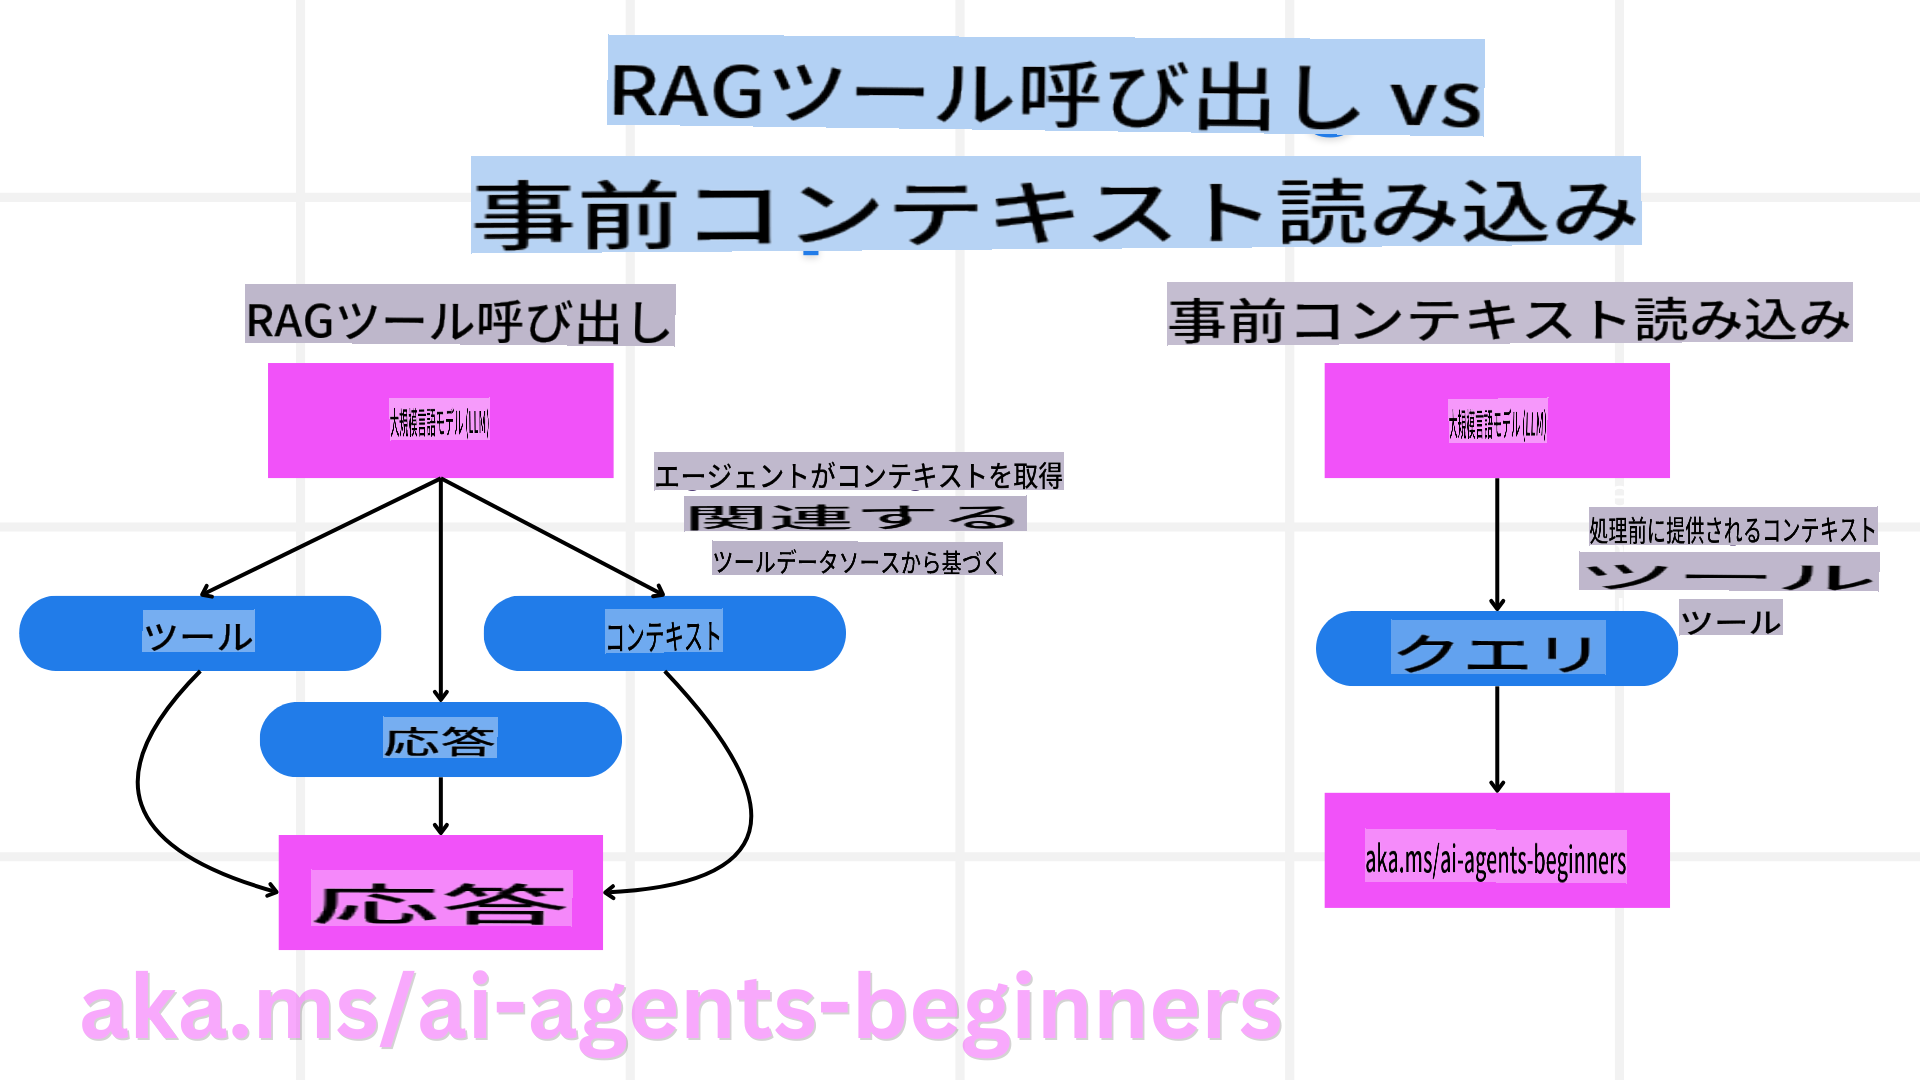 RAGツール呼び出し vs
事前コンテキスト読み込み
RAGツール呼び出し
大規模言語モデル (LLM)
エージェントがコンテキストを取得
関連する
ツールデータソースから基づく
ツール
コンテキスト
応答
応答
事前コンテキスト読み込み
大規模言語モデル (LLM)
処理前に提供されるコンテキスト
ツール
ツール
クエリ
aka.ms/ai-agents-beginners
aka.ms/ai-agents-beginners